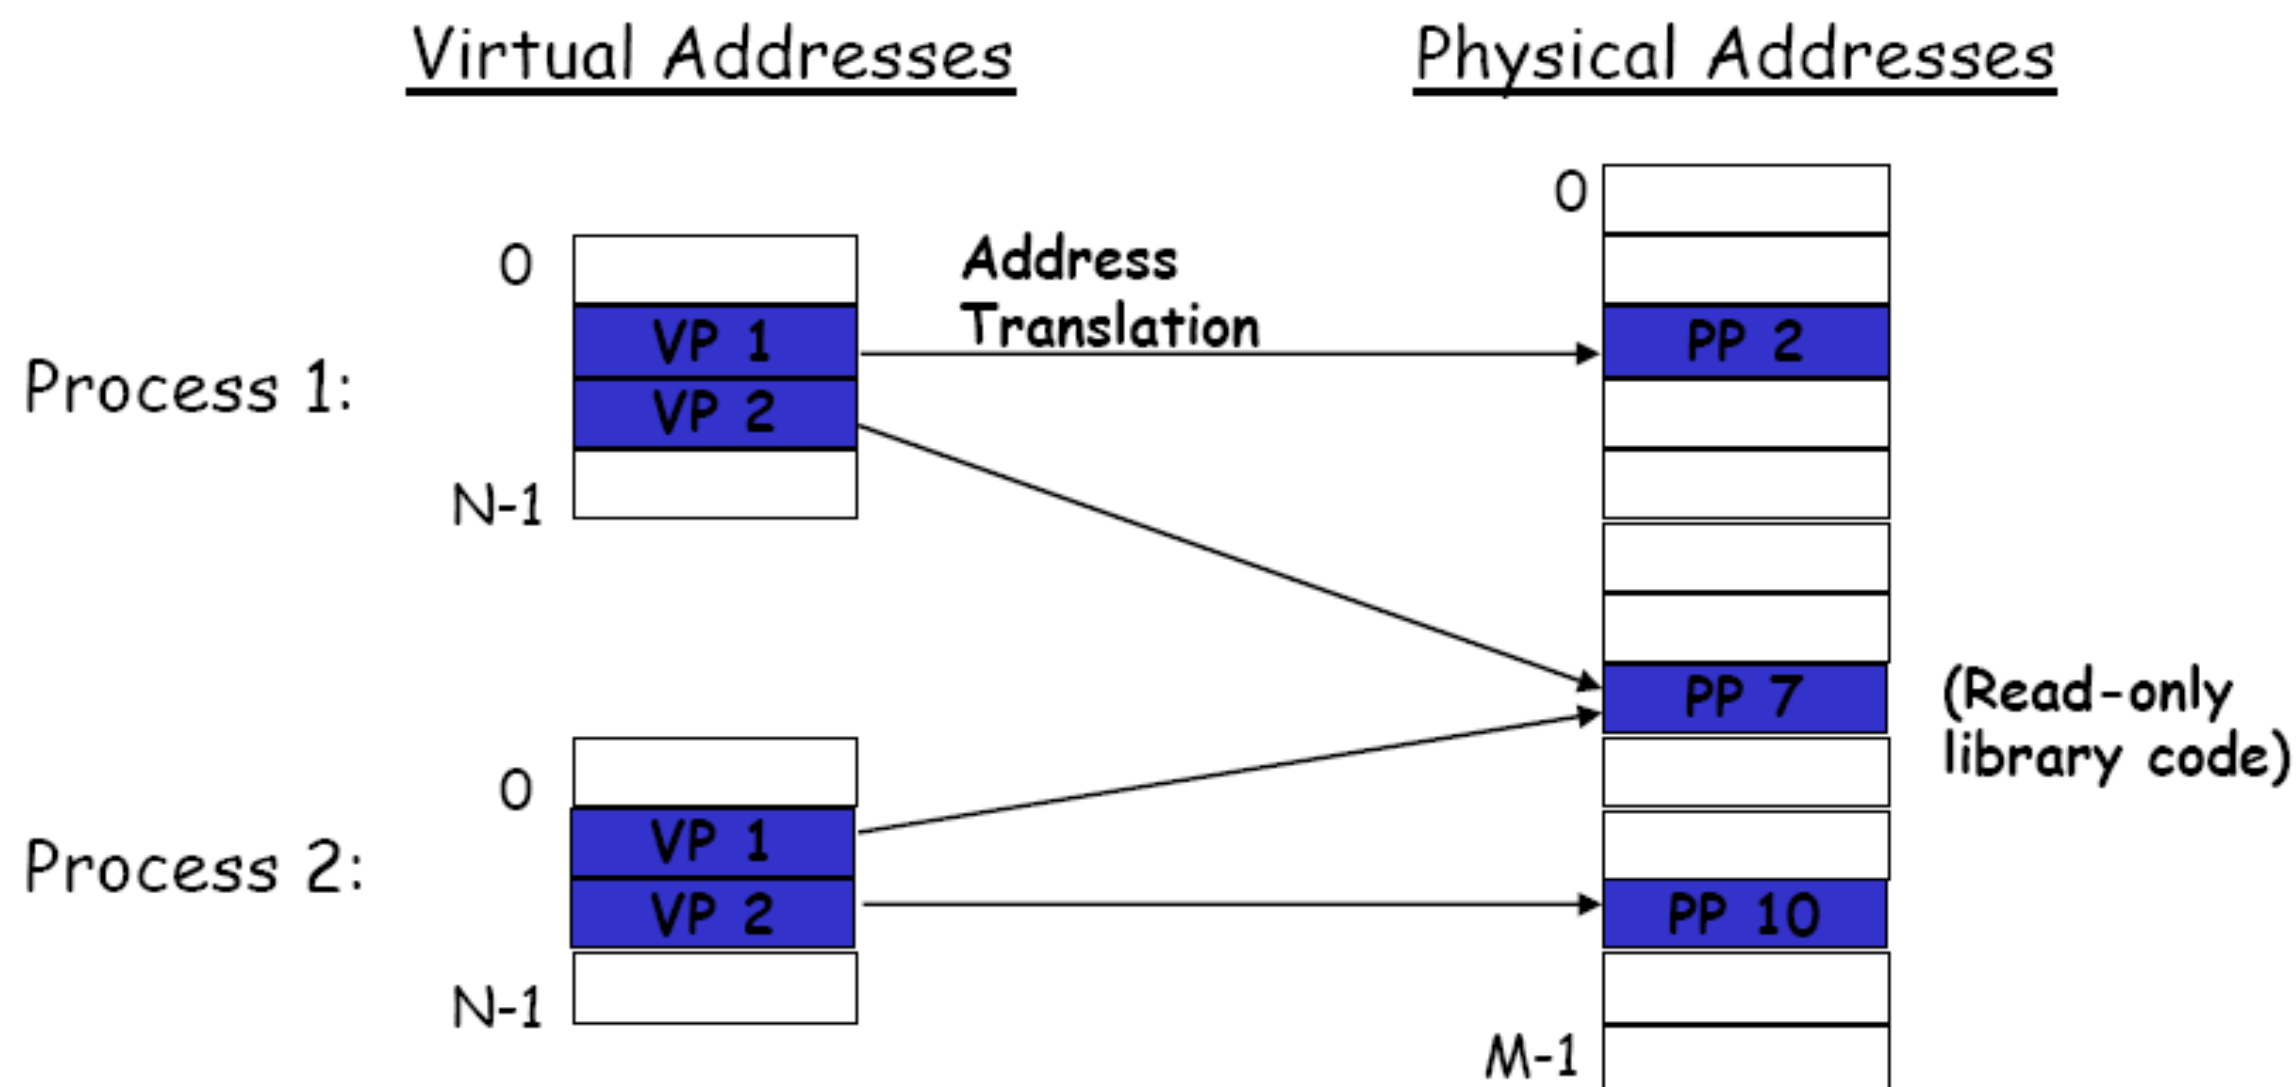 Virtual Addresses
Physical Addresses
Process 1:
0
VP 1
VP 2
N-1
Address
Translation
0
PP 2
PP 7
(Read-only
library code)
Process 2:
0
VP 1
VP 2
N-1
PP 10
M-1